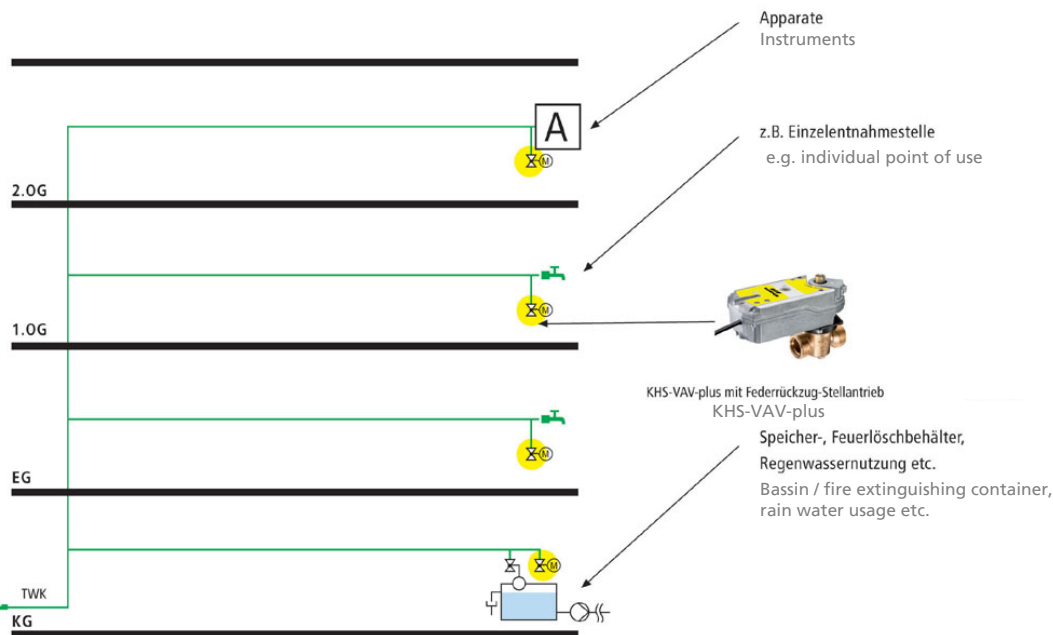 Apparate
Instruments
A
M
z.B. Einzelentnahmestelle
e.g. individual point of use
2.OG
M
1.OG
KHS-VAV-plus mit Federrückzug-Stellantrieb
KHS-VAV-plus
M
Speicher-, Feuerlöschbehälter,
Regenwassernutzung etc.
EG
Bassin / fire extinguishing container,
rain water usage etc.
M
TWK
KG